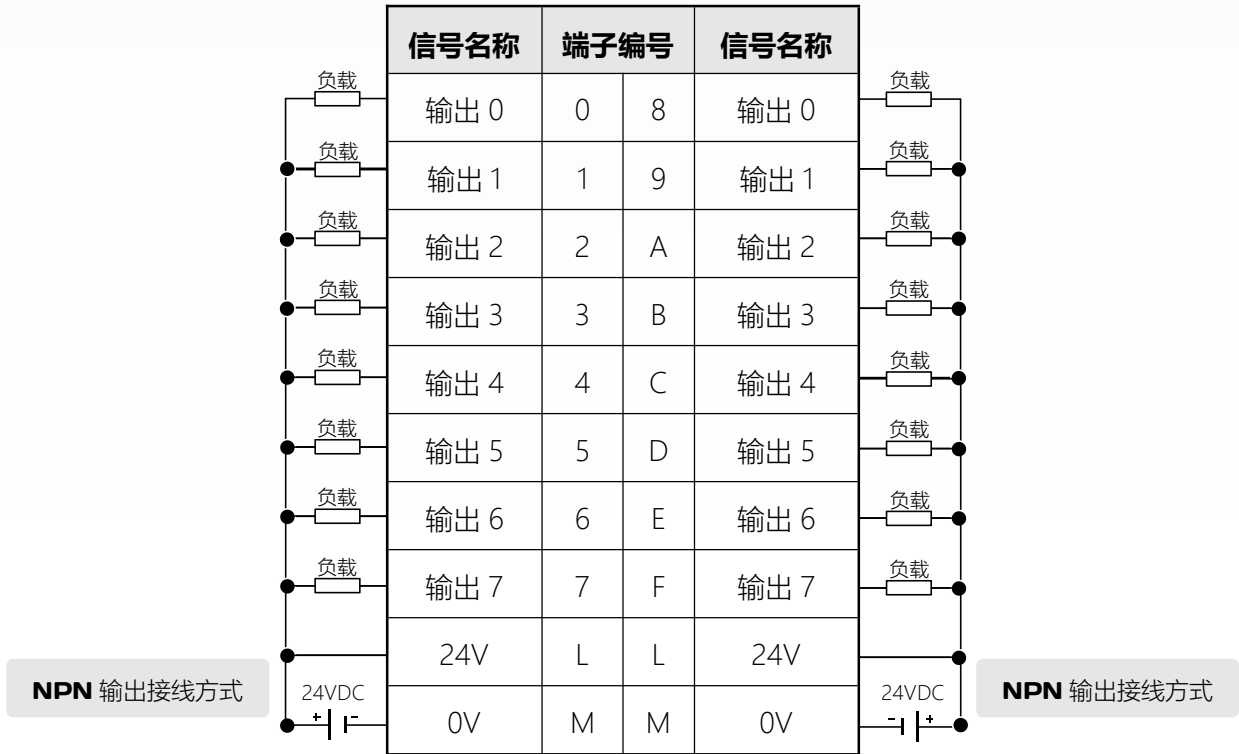 信号名称 端子编号 信号名称
负载 输出 0 0 8 输出 0 负载
负载 输出 1 1 9 输出 1 负载
负载 输出 2 2 A 输出 2 负载
负载 输出 3 3 B 输出 3 负载
负载 输出 4 4 C 输出 4 负载
负载 输出 5 5 D 输出 5 负载
负载 输出 6 6 E 输出 6 负载
负载 输出 7 7 F 输出 7 负载
24V L L 24V
NPN 输出接线方式 24VDC 24VDC NPN 输出接线方式
+ - 0V M M 0V - +